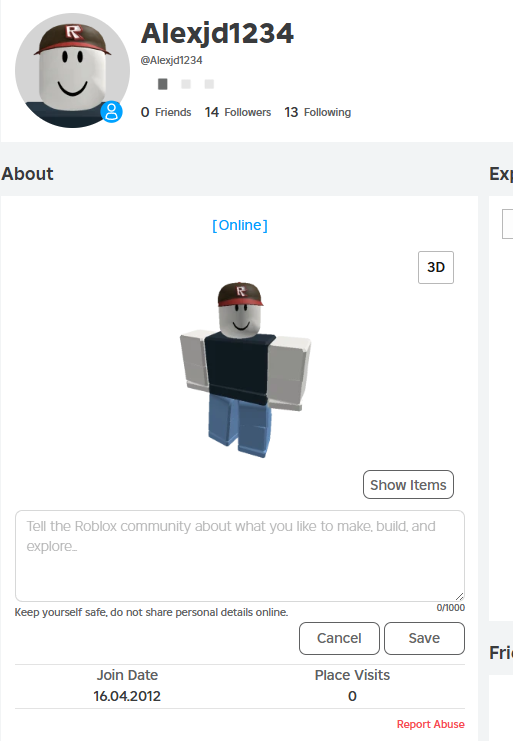 Alexjd1234
@Alexjd1234
0 Friends 14 Followers 13 Following
About
Exp
[Online]
3D
Show Items
Tell the Roblox community about what you like to make, build, and
explore...
0/1000
Keep yourself safe, do not share personal details online.
Cancel Save
Join Date Place Visits
Frie
16.04.2012 0
Report Abuse